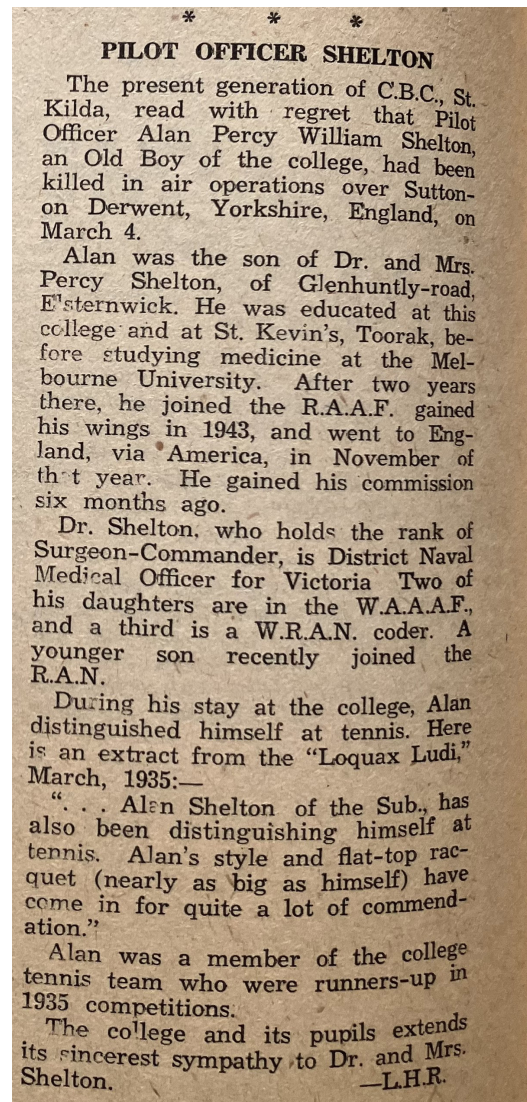 * * *
PILOT OFFICER SHELTON
The present generation of C.B.C., St.
Kilda, read with regret that Pilot
Officer Alan Percy William Shelton,
an Old Boy of the college, had been
killed in air operations over Sutton-
on Derwent, Yorkshire, England, on
March 4.
Alan was the son of Dr. and Mrs.
Percy Shelton, of Glenhuntly-road,
Elsternwick. He was educated at this
college and at St. Kevin's, Toorak, be-
fore studying medicine at the Mel-
bourne University. After two years
there, he joined the R.A.A.F. gained
his wings in 1943, and went to Eng-
land, via America, in November of
that year. He gained his commission
six months ago.
Dr. Shelton, who holds the rank of
Surgeon-Commander, is District Naval
Medical Officer for Victoria Two of
his daughters are in the W.A.A.A.F.,
and a third is a W.R.A.N. coder. A
younger son recently joined the
R.A.N.
During his stay at the college, Alan
distinguished himself at tennis. Here
is an extract from the "Loquax Ludi,"
March, 1935:—
". . . Alan Shelton of the Sub., has
also been distinguishing himself at
tennis. Alan's style and flat-top rac-
quet (nearly as big as himself) have
come in for quite a lot of commend-
ation."
Alan was a member of the college
tennis team who were runners-up in
1935 competitions.
The college and its pupils extends
its sincerest sympathy to Dr. and Mrs.
Shelton. —L.H.R.